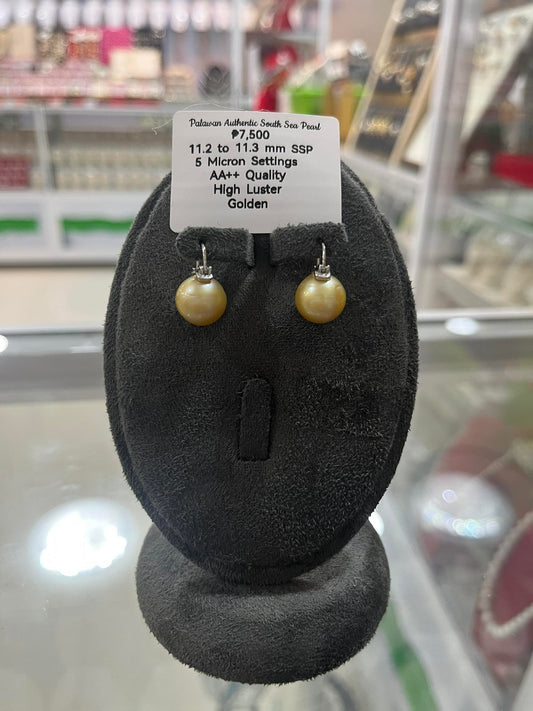 Palawan Authentic South Sea Pearl
₱7,500
11.2 to 11.3 mm SSP
5 Micron Settings
AA++ Quality
High Luster
Golden